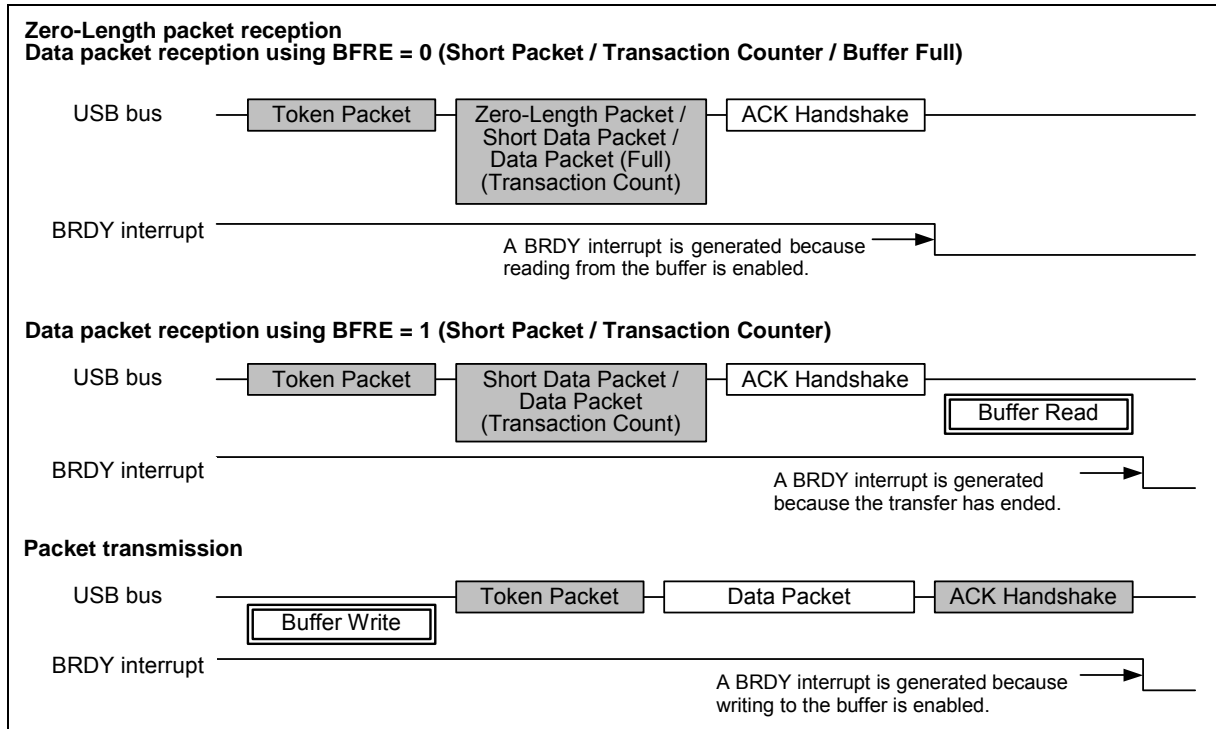 Zero-Length packet reception
Data packet reception using BFRE = 0 (Short Packet / Transaction Counter / Buffer Full)
USB bus
Token Packet
Zero-Length Packet /
Short Data Packet /
Data Packet (Full)
(Transaction Count)
ACK Handshake
BRDY interrupt
A BRDY interrupt is generated because
reading from the buffer is enabled.
Data packet reception using BFRE = 1 (Short Packet / Transaction Counter)
USB bus
Token Packet
Short Data Packet /
Data Packet
(Transaction Count)
ACK Handshake
Buffer Read
BRDY interrupt
A BRDY interrupt is generated
because the transfer has ended.
Packet transmission
USB bus
Buffer Write
Token Packet
Data Packet
ACK Handshake
BRDY interrupt
A BRDY interrupt is generated because
writing to the buffer is enabled.